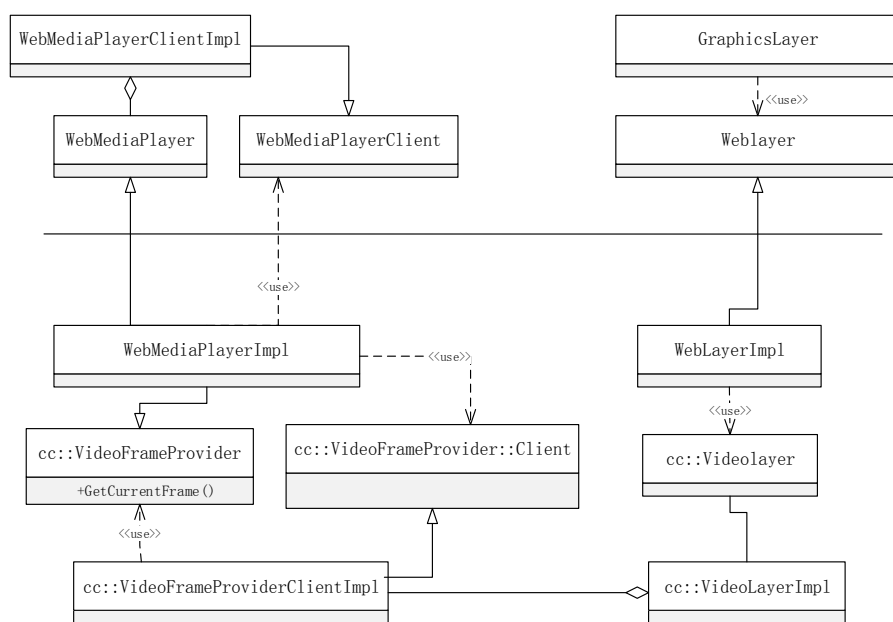 WebMediaPlayerClientImpl
GraphicsLayer
<<use>>
WebMediaPlayer
WebMediaPlayerClient
Weblayer
<<use>>
WebMediaPlayerImpl
WebLayerImpl
<<use>>
<<use>>
cc::VideoFrameProvider
cc::VideoFrameProvider::Client
cc::Videolayer
+GetCurrentFrame()
<<use>>
cc::VideoFrameProviderClientImpl
cc::VideoLayerImpl